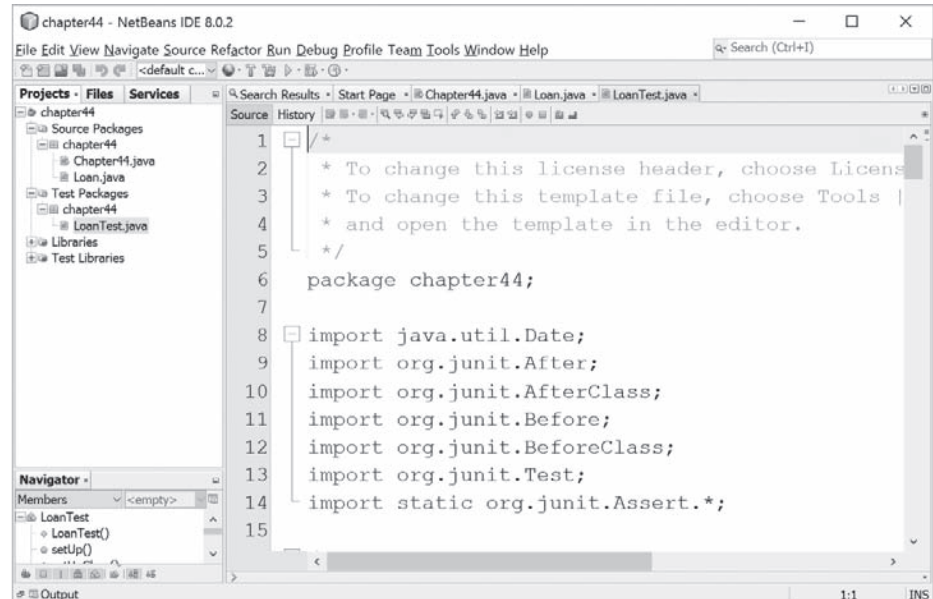 chapter44 - NetBeans IDE 8.0.2
File Edit View Navigate Source Refactor Run Debug Profile Team Tools Window Help
Search (Ctrl+I)
<default c...
Projects Files Services
chapter44
Source Packages
chapter44
Chapter44.java
Loan.java
Test Packages
chapter44
LoanTest.java
Libraries
Test Libraries
Search Results Start Page Chapter44.java Loan.java LoanTest.java
Source History
1 /*
2 * To change this license header, choose Licens
3 * To change this template file, choose Tools |
4 * and open the template in the editor.
5 */
6 package chapter44;
7
8 import java.util.Date;
9 import org.junit.After;
10 import org.junit.AfterClass;
11 import org.junit.Before;
12 import org.junit.BeforeClass;
13 import org.junit.Test;
14 import static org.junit.Assert.*;
15
Navigator
Members <empty>
LoanTest
LoanTest()
setUp()
Output
1:1 INS